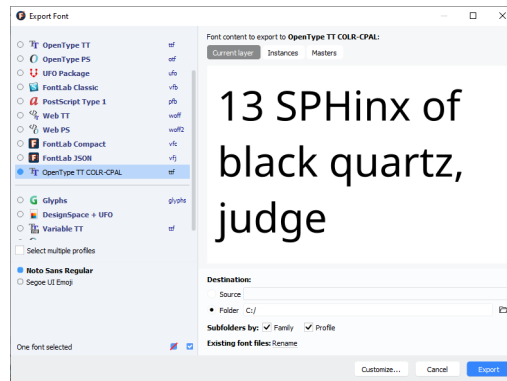 Export Font
OpenType TT ttf
OpenType PS otf
UFO Package ufo
FontLab Classic vfb
PostScript Type 1 pfb
Web TT woff
Web PS woff2
FontLab Compact vfc
FontLab JSON vfj
OpenType TT COLR-CPAL ttf
Glyphs glyphs
DesignSpace + UFO
Variable TT ttf
Select multiple profiles
Noto Sans Regular
Segoe UI Emoji
One font selected
Current content to export to OpenType TT COLR-CPAL:
Current layer Instances Masters
13 SPHinx of
black quartz,
judge
Destination:
Source
Folder C:/
Subfolders by: Family Profile
Existing font files: Rename
Customize... Cancel Export